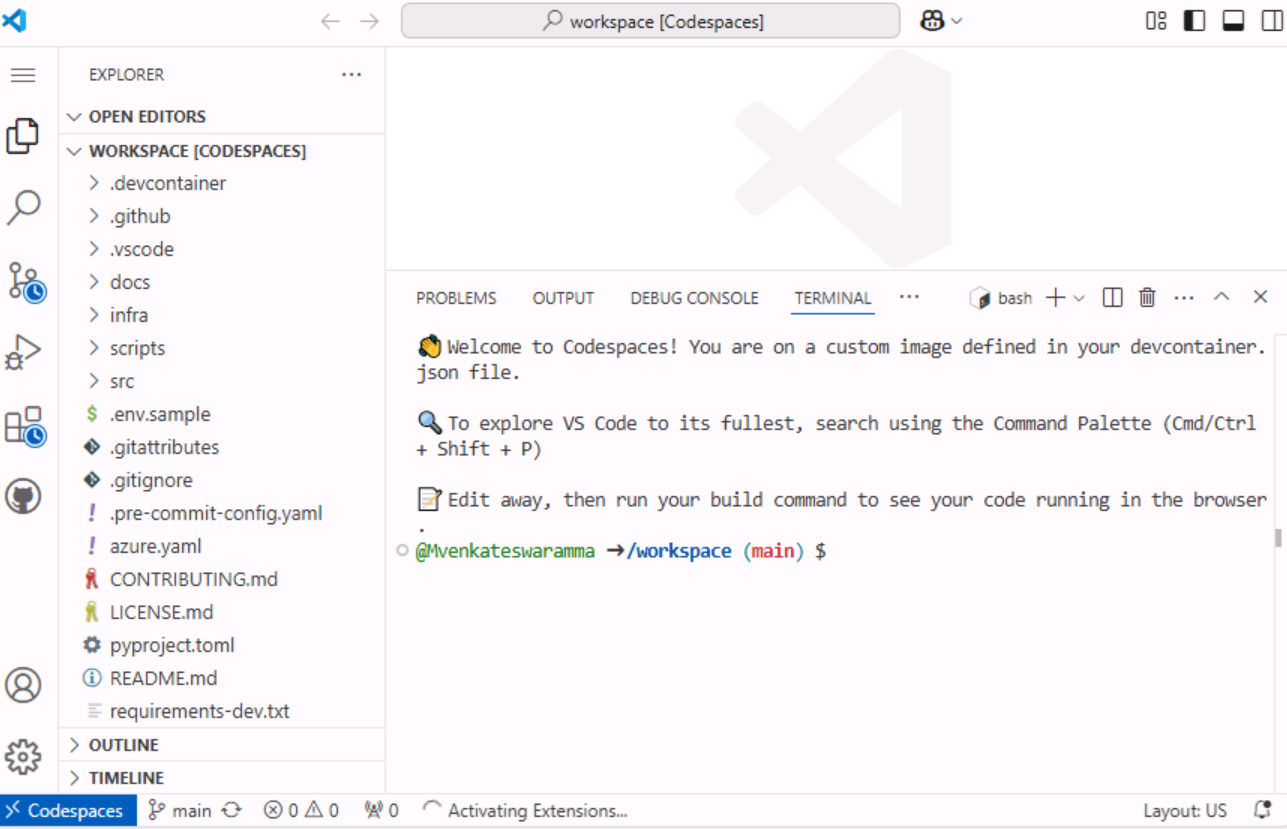 workspace [Codespaces]
EXPLORER
OPEN EDITORS
WORKSPACE [CODESPACES]
.devcontainer
.github
.vscode
docs
infra
scripts
src
.env.sample
.gitattributes
.gitignore
.pre-commit-config.yaml
azure.yaml
CONTRIBUTING.md
LICENSE.md
pyproject.toml
README.md
requirements-dev.txt
OUTLINE
TIMELINE
PROBLEMS OUTPUT DEBUG CONSOLE TERMINAL bash
👋 Welcome to Codespaces! You are on a custom image defined in your devcontainer.
json file.
🔍 To explore VS Code to its fullest, search using the Command Palette (Cmd/Ctrl
+ Shift + P)
📝 Edit away, then run your build command to see your code running in the browser
.
@Mvenkateswaramma ➜/workspace (main) $
Codespaces main 0 0 0 Activating Extensions... Layout: US